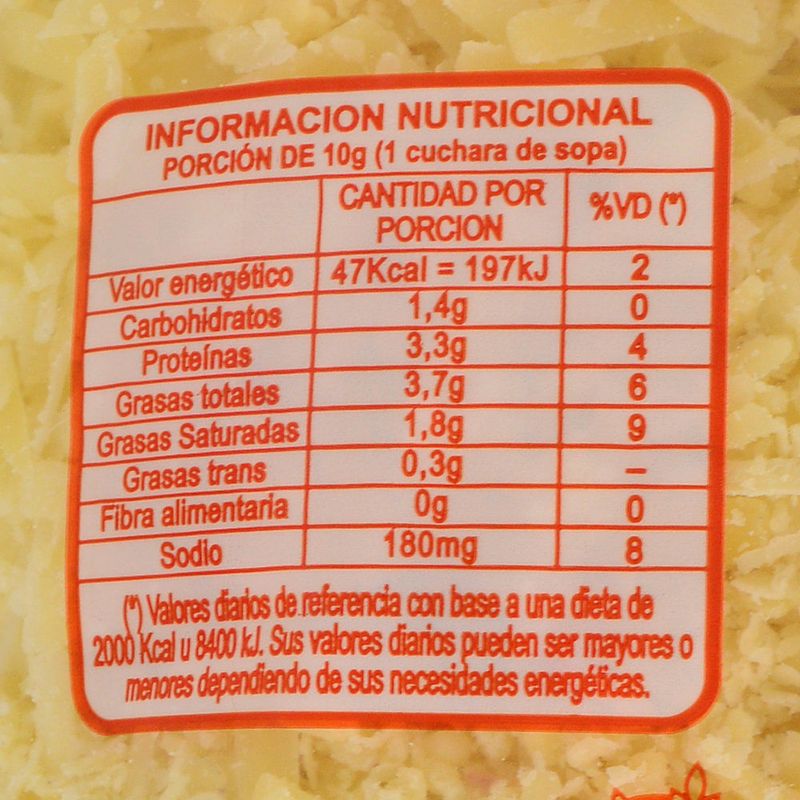 INFORMACION NUTRICIONAL
PORCIÓN DE 10g (1 cuchara de sopa)
CANTIDAD POR PORCION %VD (*)
Valor energético 47Kcal = 197kJ 2
Carbohidratos 1,4g 0
Proteínas 3,3g 4
Grasas totales 3,7g 6
Grasas Saturadas 1,8g 9
Grasas trans 0,3g –
Fibra alimentaria 0g 0
Sodio 180mg 8
(*) Valores diarios de referencia con base a una dieta de
2000 Kcal u 8400 kJ. Sus valores diarios pueden ser mayores o
menores dependiendo de sus necesidades energéticas.